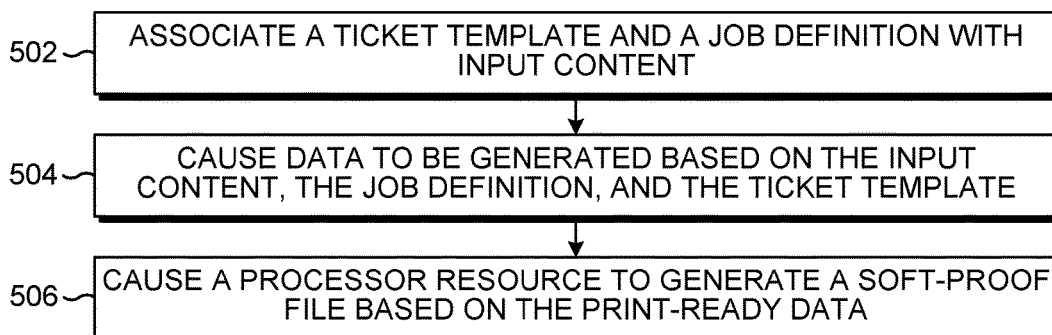 502
ASSOCIATE A TICKET TEMPLATE AND A JOB DEFINITION WITH
INPUT CONTENT
504
CAUSE DATA TO BE GENERATED BASED ON THE INPUT
CONTENT, THE JOB DEFINITION, AND THE TICKET TEMPLATE
506
CAUSE A PROCESSOR RESOURCE TO GENERATE A SOFT-PROOF
FILE BASED ON THE PRINT-READY DATA